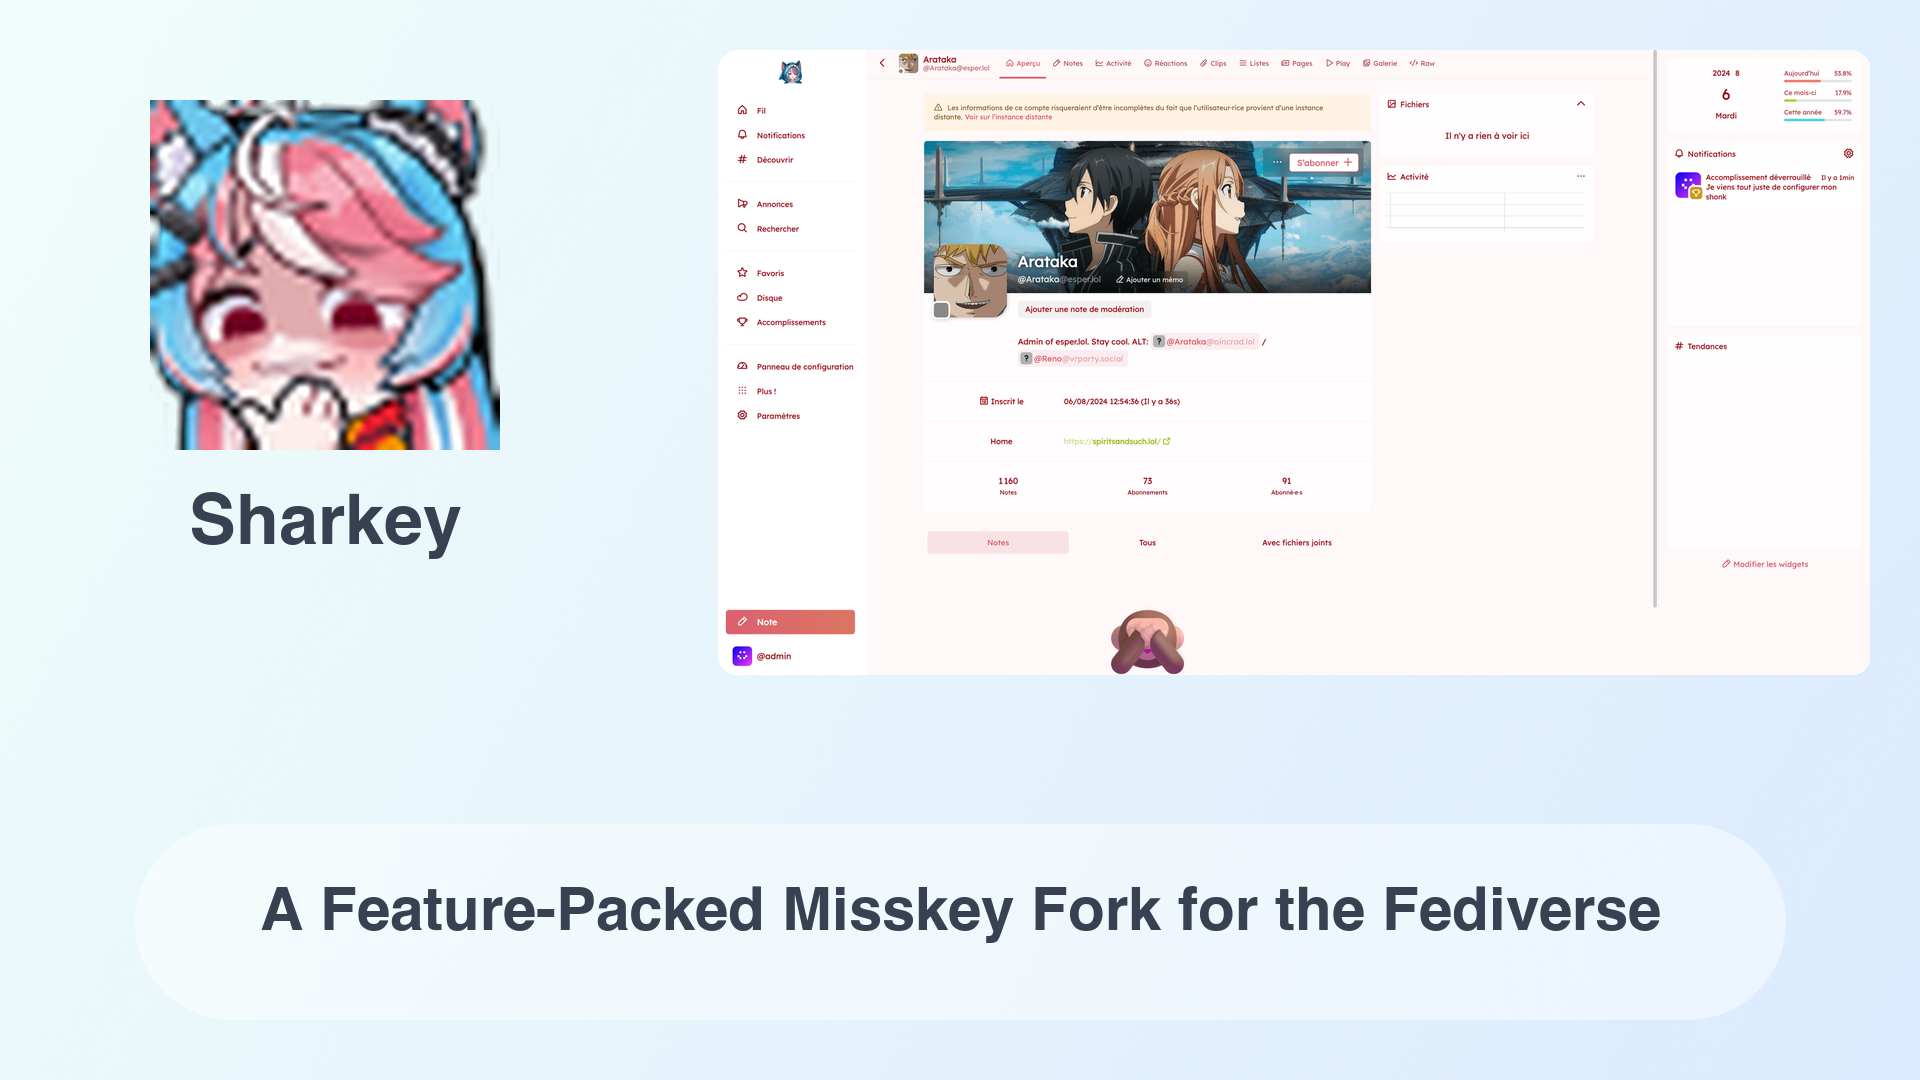 Sharkey
Fil
Notifications
Découvrir
Annonces
Rechercher
Favoris
Disque
Accomplissements
Panneau de configuration
Plus !
Paramètres
Note
@admin
Arataka
@Arataka@esper.lol
Aperçu
Notes
Activité
Réactions
Clips
Listes
Pages
Play
Galerie
</> Raw
Les informations de ce compte risqueraient d'être incomplètes du fait que l'utilisateur·rice provient d'une instance
distante. Voir sur l'instance distante
S'abonner
Arataka
@Arataka@esper.lol
Ajouter un mémo
Ajouter une note de modération
Admin of esper.lol. Stay cool. ALT: ? @Arataka@aincrad.lol /
? @Reno@vrparty.social
Inscrit le 06/08/2024 12:54:36 (Il y a 36s)
Home https://spiritsandsuch.lol/
1 160 73 91
Notes Abonnements Abonné·e·s
Notes Tous Avec fichiers joints
Fichiers
Il n'y a rien à voir ici
Activité
2024 8
6
Mardi
Aujourd'hui 53.8%
Ce mois-ci 17.9%
Cette année 59.7%
Notifications
Accomplissement déverrouillé Il y a 1min
Je viens tout juste de configurer mon
shonk
# Tendances
Modifier les widgets
A Feature-Packed Misskey Fork for the Fediverse